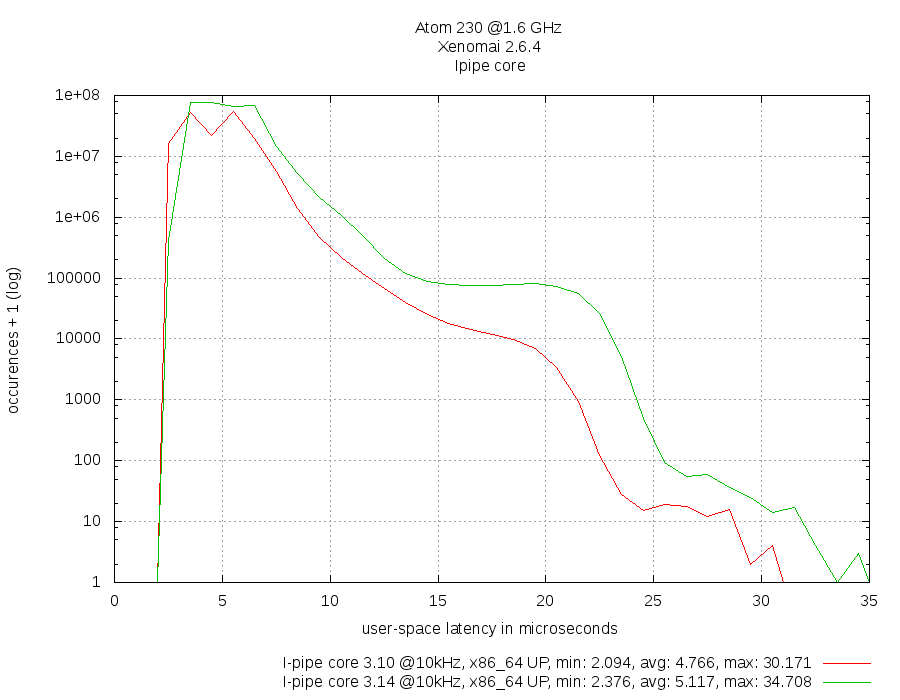 Atom 230 @1.6 GHz
Xenomai 2.6.4
Ipipe core
1e+08
1e+07
1e+06
100000
10000
1000
100
10
1
occurences + 1 (log)
0 5 10 15 20 25 30 35
user-space latency in microseconds
I-pipe core 3.10 @10kHz, x86_64 UP, min: 2.094, avg: 4.766, max: 30.171
I-pipe core 3.14 @10kHz, x86_64 UP, min: 2.376, avg: 5.117, max: 34.708